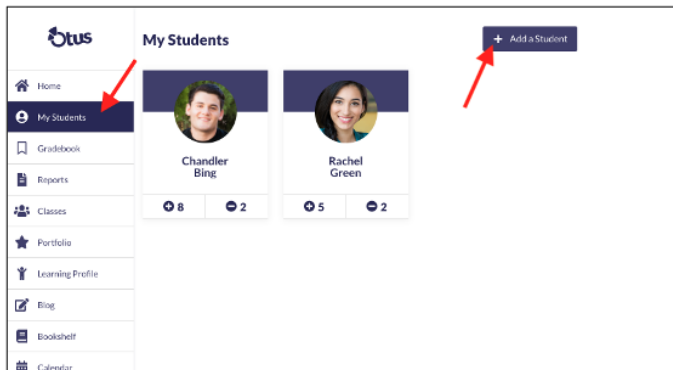 Otus
My Students
+ Add a Student
Home
My Students
Gradebook
Reports
Classes
Portfolio
Learning Profile
Blog
Bookshelf
Calendar
Chandler
Bing
8
2
Rachel
Green
5
2